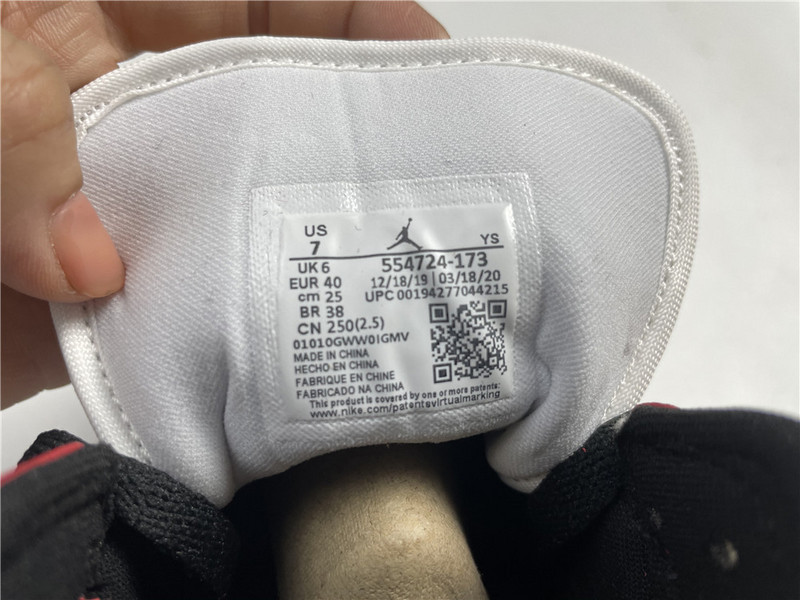 US
7
YS
UK 6
554724-173
EUR 40
12/18/19 | 03/18/20
cm 25
UPC 00194277044215
BR 38
CN 250(2.5)
01010GWW0IGMV
MADE IN CHINA
HECHO EN CHINA
FABRIQUE EN CHINE
FABRICADO NA CHINA
This product is covered by one or more patents:
www.nike.com/patentsvirtualmarking